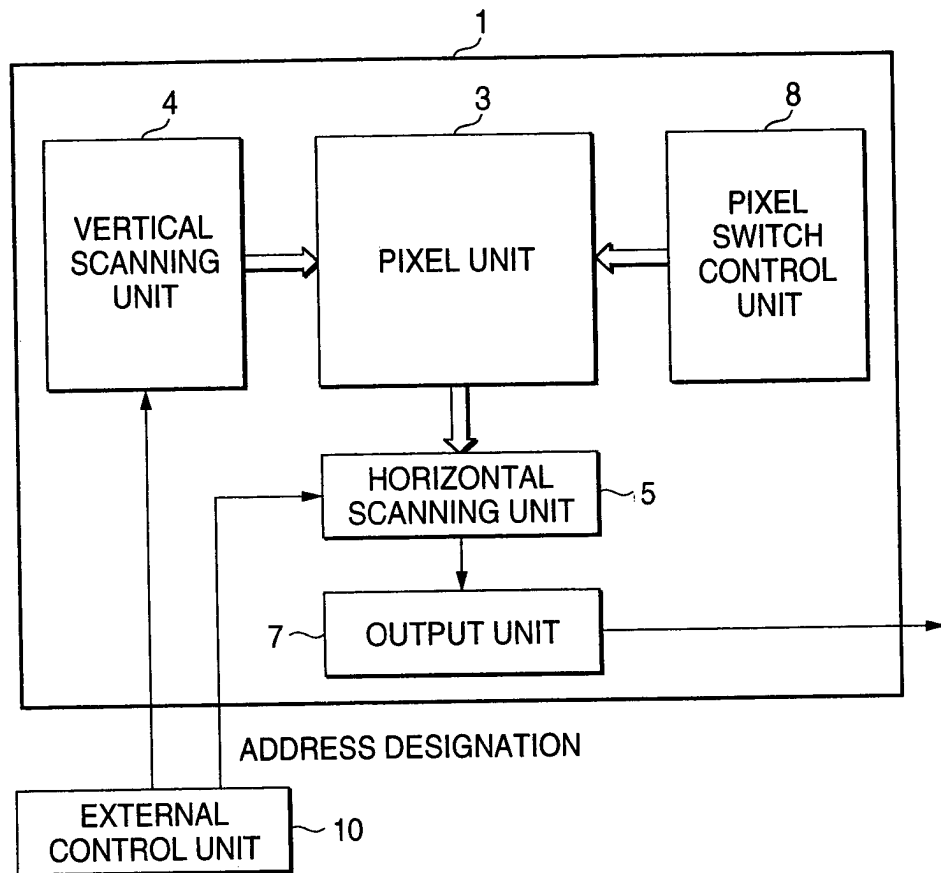 1
4
3
8
VERTICAL
SCANNING
UNIT
PIXEL UNIT
PIXEL
SWITCH
CONTROL
UNIT
HORIZONTAL
SCANNING UNIT
5
7
OUTPUT UNIT
ADDRESS DESIGNATION
EXTERNAL
CONTROL UNIT
10